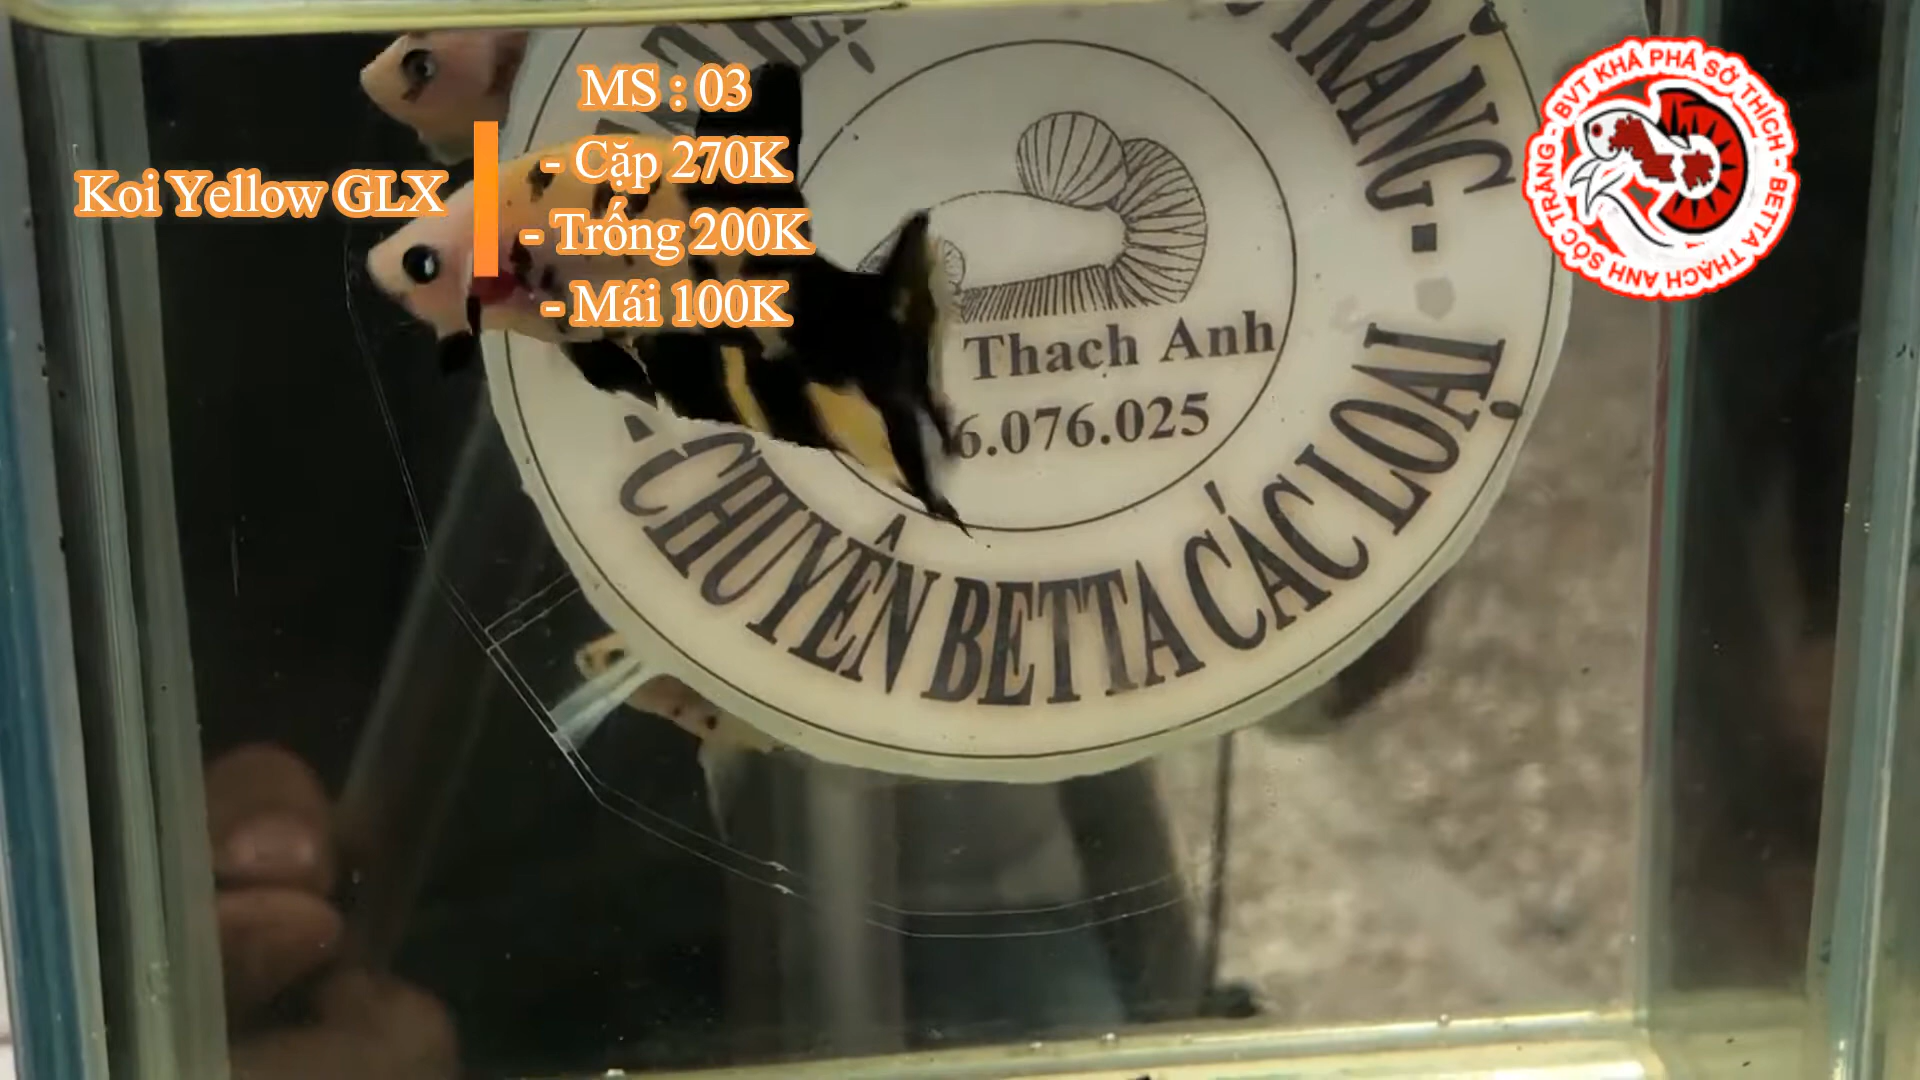 Koi Yellow GLX
MS : 03
- Cặp 270K
- Trống 200K
- Mái 100K
TRĂNG
Thach Anh
6.076.025
- CHUYÊN BETTA CÁC LOẠI
BVT KHÁ PHÁ SỞ THÍCH - BETTA THẠCH ANH SÓC TRĂNG -